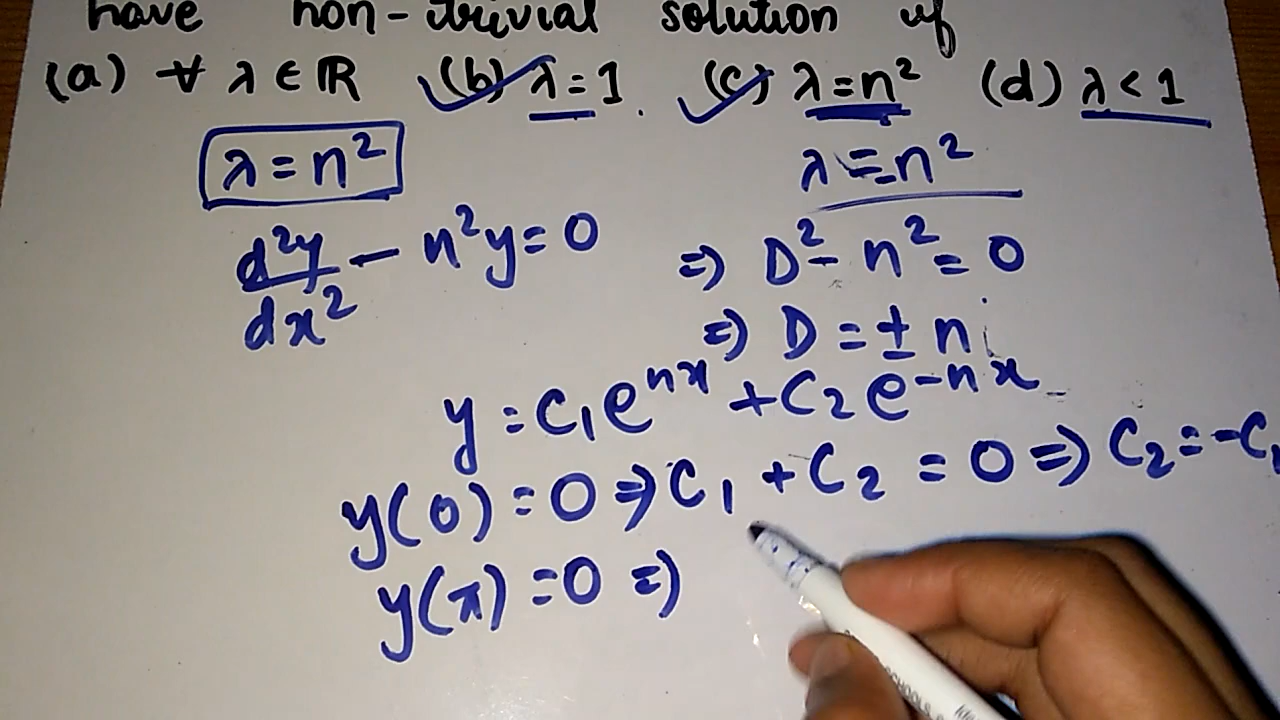 have non-trivial solution if
(a) ∀ λ ∈ ℝ (b) λ = 1. (c) λ = n² (d) λ < 1
λ = n²
λ = n²
d²y/dx² - n²y = 0
⇒ D² - n² = 0
⇒ D = ± n
y = C₁e^{nx} + C₂e^{-nx}
y(0) = 0 ⇒ C₁ + C₂ = 0 ⇒ C₂ = -C₁
y(π) = 0 ⇒